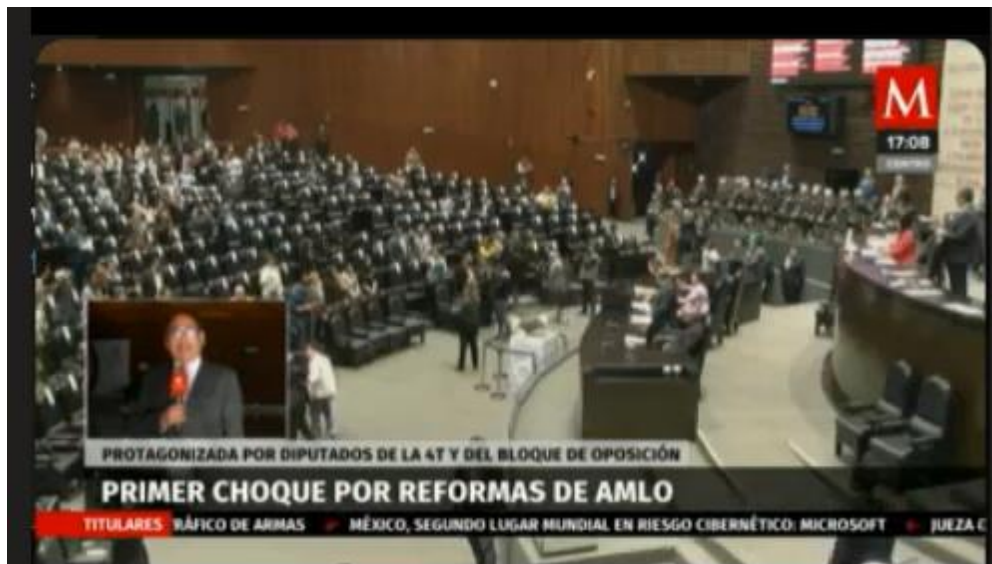 M
17:08
CENTRO
PROTAGONIZADA POR DIPUTADOS DE LA 4T Y DEL BLOQUE DE OPOSICIÓN
PRIMER CHOQUE POR REFORMAS DE AMLO
TITULARES RÁFICO DE ARMAS MÉXICO, SEGUNDO LUGAR MUNDIAL EN RIESGO CIBERNÉTICO: MICROSOFT JUEZA